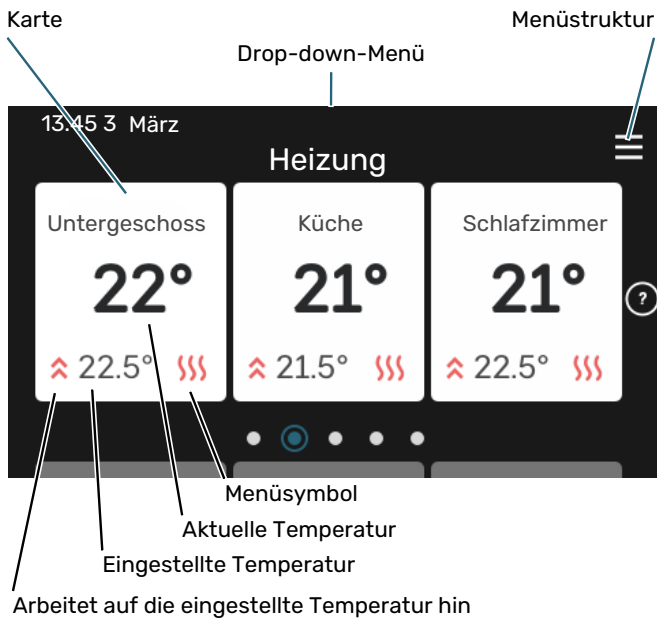 Karte
Menüstruktur
Drop-down-Menü
13.45 3 März
Heizung
Untergeschoss
Küche
Schlafzimmer
22°
21°
21°
?
22.5°
21.5°
22.5°
Menüsymbol
Aktuelle Temperatur
Eingestellte Temperatur
Arbeitet auf die eingestellte Temperatur hin